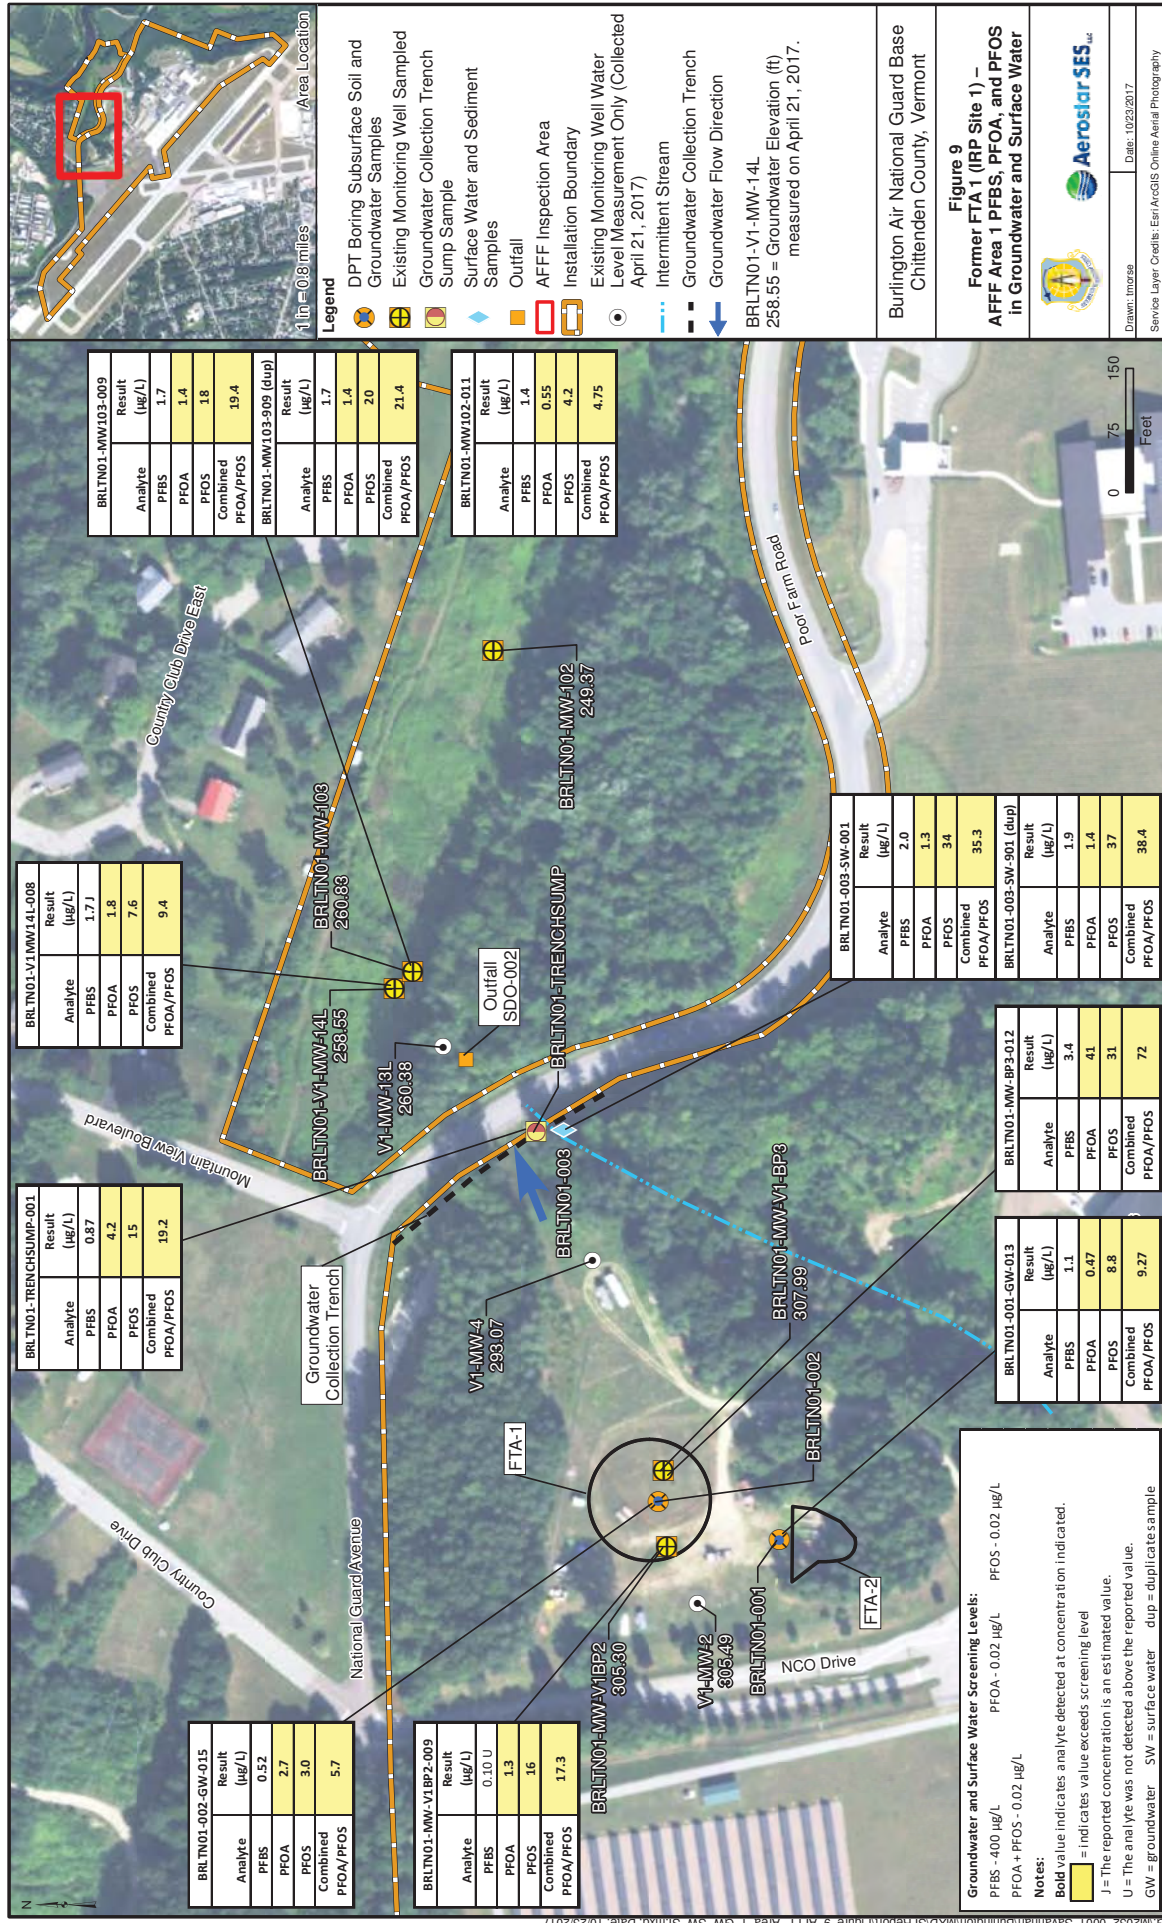 N
BRLTN01-TRENCHSUMP-001
Analyte Result (µg/L)
PFBS 0.87
PFOA 4.2
PFOS 15
Combined PFOA/PFOS 19.2
BRLTN01-V1MW14L-008
Analyte Result (µg/L)
PFBS 1.7 J
PFOA 1.8
PFOS 7.6
Combined PFOA/PFOS 9.4
BRLTN01-MW103-009
Analyte Result (µg/L)
PFBS 1.7
PFOA 1.4
PFOS 18
Combined PFOA/PFOS 19.4
BRLTN01-MW103-909 (dup)
Analyte Result (µg/L)
PFBS 1.7
PFOA 1.4
PFOS 20
Combined PFOA/PFOS 21.4
BRLTN01-MW102-011
Analyte Result (µg/L)
PFBS 1.4
PFOA 0.55
PFOS 4.2
Combined PFOA/PFOS 4.75
BRLTN01-002-GW-015
Analyte Result (µg/L)
PFBS 0.52
PFOA 2.7
PFOS 3.0
Combined PFOA/PFOS 5.7
BRLTN01-MW-V1BP2-009
Analyte Result (µg/L)
PFBS 0.10 U
PFOA 1.3
PFOS 16
Combined PFOA/PFOS 17.3
BRLTN01-001-GW-013
Analyte Result (µg/L)
PFBS 1.1
PFOA 0.47
PFOS 8.8
Combined PFOA/PFOS 9.27
BRLTN01-MW-BP3-012
Analyte Result (µg/L)
PFBS 3.4
PFOA 41
PFOS 31
Combined PFOA/PFOS 72
BRLTN01-003-SW-001
Analyte Result (µg/L)
PFBS 2.0
PFOA 1.3
PFOS 34
Combined PFOA/PFOS 35.3
BRLTN01-003-SW-901 (dup)
Analyte Result (µg/L)
PFBS 1.9
PFOA 1.4
PFOS 37
Combined PFOA/PFOS 38.4
Country Club Drive
Mountain View Boulevard
Country Club Drive East
National Guard Avenue
Poor Farm Road
NCO Drive
Groundwater
Collection Trench
FTA-1
FTA-2
Outfall
SDO-002
BRLTN01-V1-MW-14L
258.55
BRLTN01-MW-103
260.83
V1-MW-13L
260.38
BRLTN01-MW-102
249.37
BRLTN01-TRENCHSUMP
BRLTN01-003
V1-MW-4
293.07
BRLTN01-MW-V1-BP3
307.99
BRLTN01-002
BRLTN01-MW-V1BP2
305.30
V1-MW-2
305.49
BRLTN01-001
0 75 150
Feet
Groundwater and Surface Water Screening Levels:
PFBS - 400 µg/L PFOA - 0.02 µg/L PFOS - 0.02 µg/L
PFOA + PFOS - 0.02 µg/L
Notes:
Bold value indicates analyte detected at concentration indicated.
= indicates value exceeds screening level
J = The reported concentration is an estimated value.
U = The analyte was not detected above the reported value.
GW = groundwater SW = surface water dup = duplicate sample
1 in = 0.8 miles Area Location
Legend
DPT Boring Subsurface Soil and
Groundwater Samples
Existing Monitoring Well Sampled
Groundwater Collection Trench
Sump Sample
Surface Water and Sediment
Samples
Outfall
AFFF Inspection Area
Installation Boundary
Existing Monitoring Well Water
Level Measurement Only (Collected
April 21, 2017)
Intermittent Stream
Groundwater Collection Trench
Groundwater Flow Direction
BRLTN01-V1-MW-14L
258.55 = Groundwater Elevation (ft)
measured on April 21, 2017.
Burlington Air National Guard Base
Chittenden County, Vermont
Figure 9
Former FTA 1 (IRP Site 1) –
AFFF Area 1 PFBS, PFOA, and PFOS
in Groundwater and Surface Water
Aerostar SES LLC
Drawn: tmorse Date: 10/23/2017
Service Layer Credits: Esri ArcGIS Online Aerial Photography